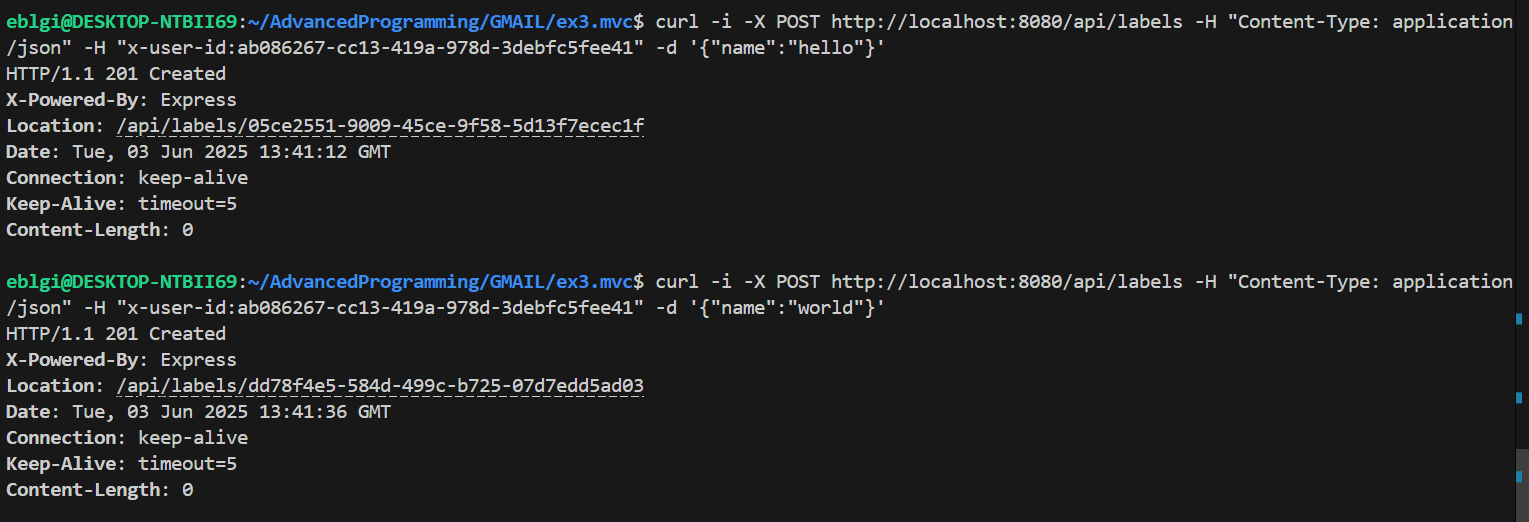 eblgi@DESKTOP-NTBII69:~/AdvancedProgramming/GMAIL/ex3.mvc$ curl -i -X POST http://localhost:8080/api/labels -H "Content-Type: application
/json" -H "x-user-id:ab086267-cc13-419a-978d-3debfc5fee41" -d '{"name":"hello"}'
HTTP/1.1 201 Created
X-Powered-By: Express
Location: /api/labels/05ce2551-9009-45ce-9f58-5d13f7ecec1f
Date: Tue, 03 Jun 2025 13:41:12 GMT
Connection: keep-alive
Keep-Alive: timeout=5
Content-Length: 0

eblgi@DESKTOP-NTBII69:~/AdvancedProgramming/GMAIL/ex3.mvc$ curl -i -X POST http://localhost:8080/api/labels -H "Content-Type: application
/json" -H "x-user-id:ab086267-cc13-419a-978d-3debfc5fee41" -d '{"name":"world"}'
HTTP/1.1 201 Created
X-Powered-By: Express
Location: /api/labels/dd78f4e5-584d-499c-b725-07d7edd5ad03
Date: Tue, 03 Jun 2025 13:41:36 GMT
Connection: keep-alive
Keep-Alive: timeout=5
Content-Length: 0